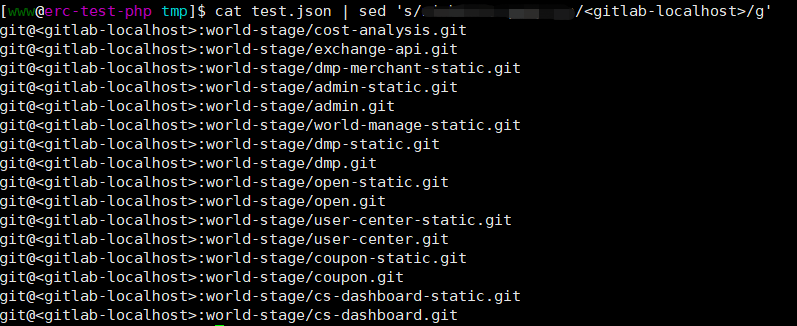 [www@erc-test-php tmp]$ cat test.json | sed 's/ /<gitlab-localhost>/g'
git@<gitlab-localhost>:world-stage/cost-analysis.git
git@<gitlab-localhost>:world-stage/exchange-api.git
git@<gitlab-localhost>:world-stage/dmp-merchant-static.git
git@<gitlab-localhost>:world-stage/admin-static.git
git@<gitlab-localhost>:world-stage/admin.git
git@<gitlab-localhost>:world-stage/world-manage-static.git
git@<gitlab-localhost>:world-stage/dmp-static.git
git@<gitlab-localhost>:world-stage/dmp.git
git@<gitlab-localhost>:world-stage/open-static.git
git@<gitlab-localhost>:world-stage/open.git
git@<gitlab-localhost>:world-stage/user-center-static.git
git@<gitlab-localhost>:world-stage/user-center.git
git@<gitlab-localhost>:world-stage/coupon-static.git
git@<gitlab-localhost>:world-stage/coupon.git
git@<gitlab-localhost>:world-stage/cs-dashboard-static.git
git@<gitlab-localhost>:world-stage/cs-dashboard.git